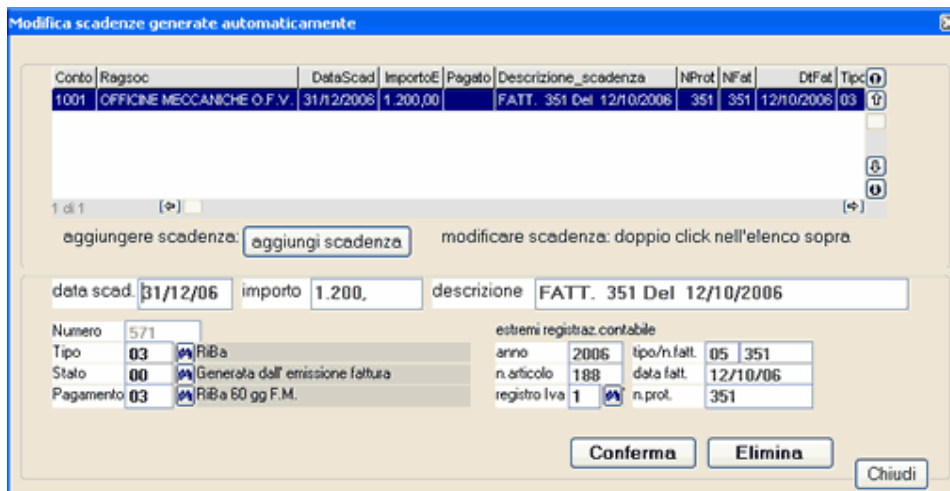 Modifica scadenze generate automaticamente
Conto Ragsoc DataScad ImportoE Pagato Descrizione_scadenza NProt NFat DtFat Tipc
1001 OFFICINE MECCANICHE O.F.V. 31/12/2006 1.200,00 FATT. 351 Del 12/10/2006 351 351 12/10/2006 03
1 di 1
aggiungere scadenza: aggiungi scadenza modificare scadenza: doppio click nell'elenco sopra
data scad. 31/12/06 importo 1.200, descrizione FATT. 351 Del 12/10/2006
Numero 571 estremi registraz.contabile
Tipo 03 RiBa anno 2006 tipo/n.fatt. 05 351
Stato 00 Generata dall' emissione fattura n.articolo 188 data fatt. 12/10/06
Pagamento 03 RiBa 60 gg F.M. registro Iva 1 n.prot. 351
Conferma Elimina
Chiudi